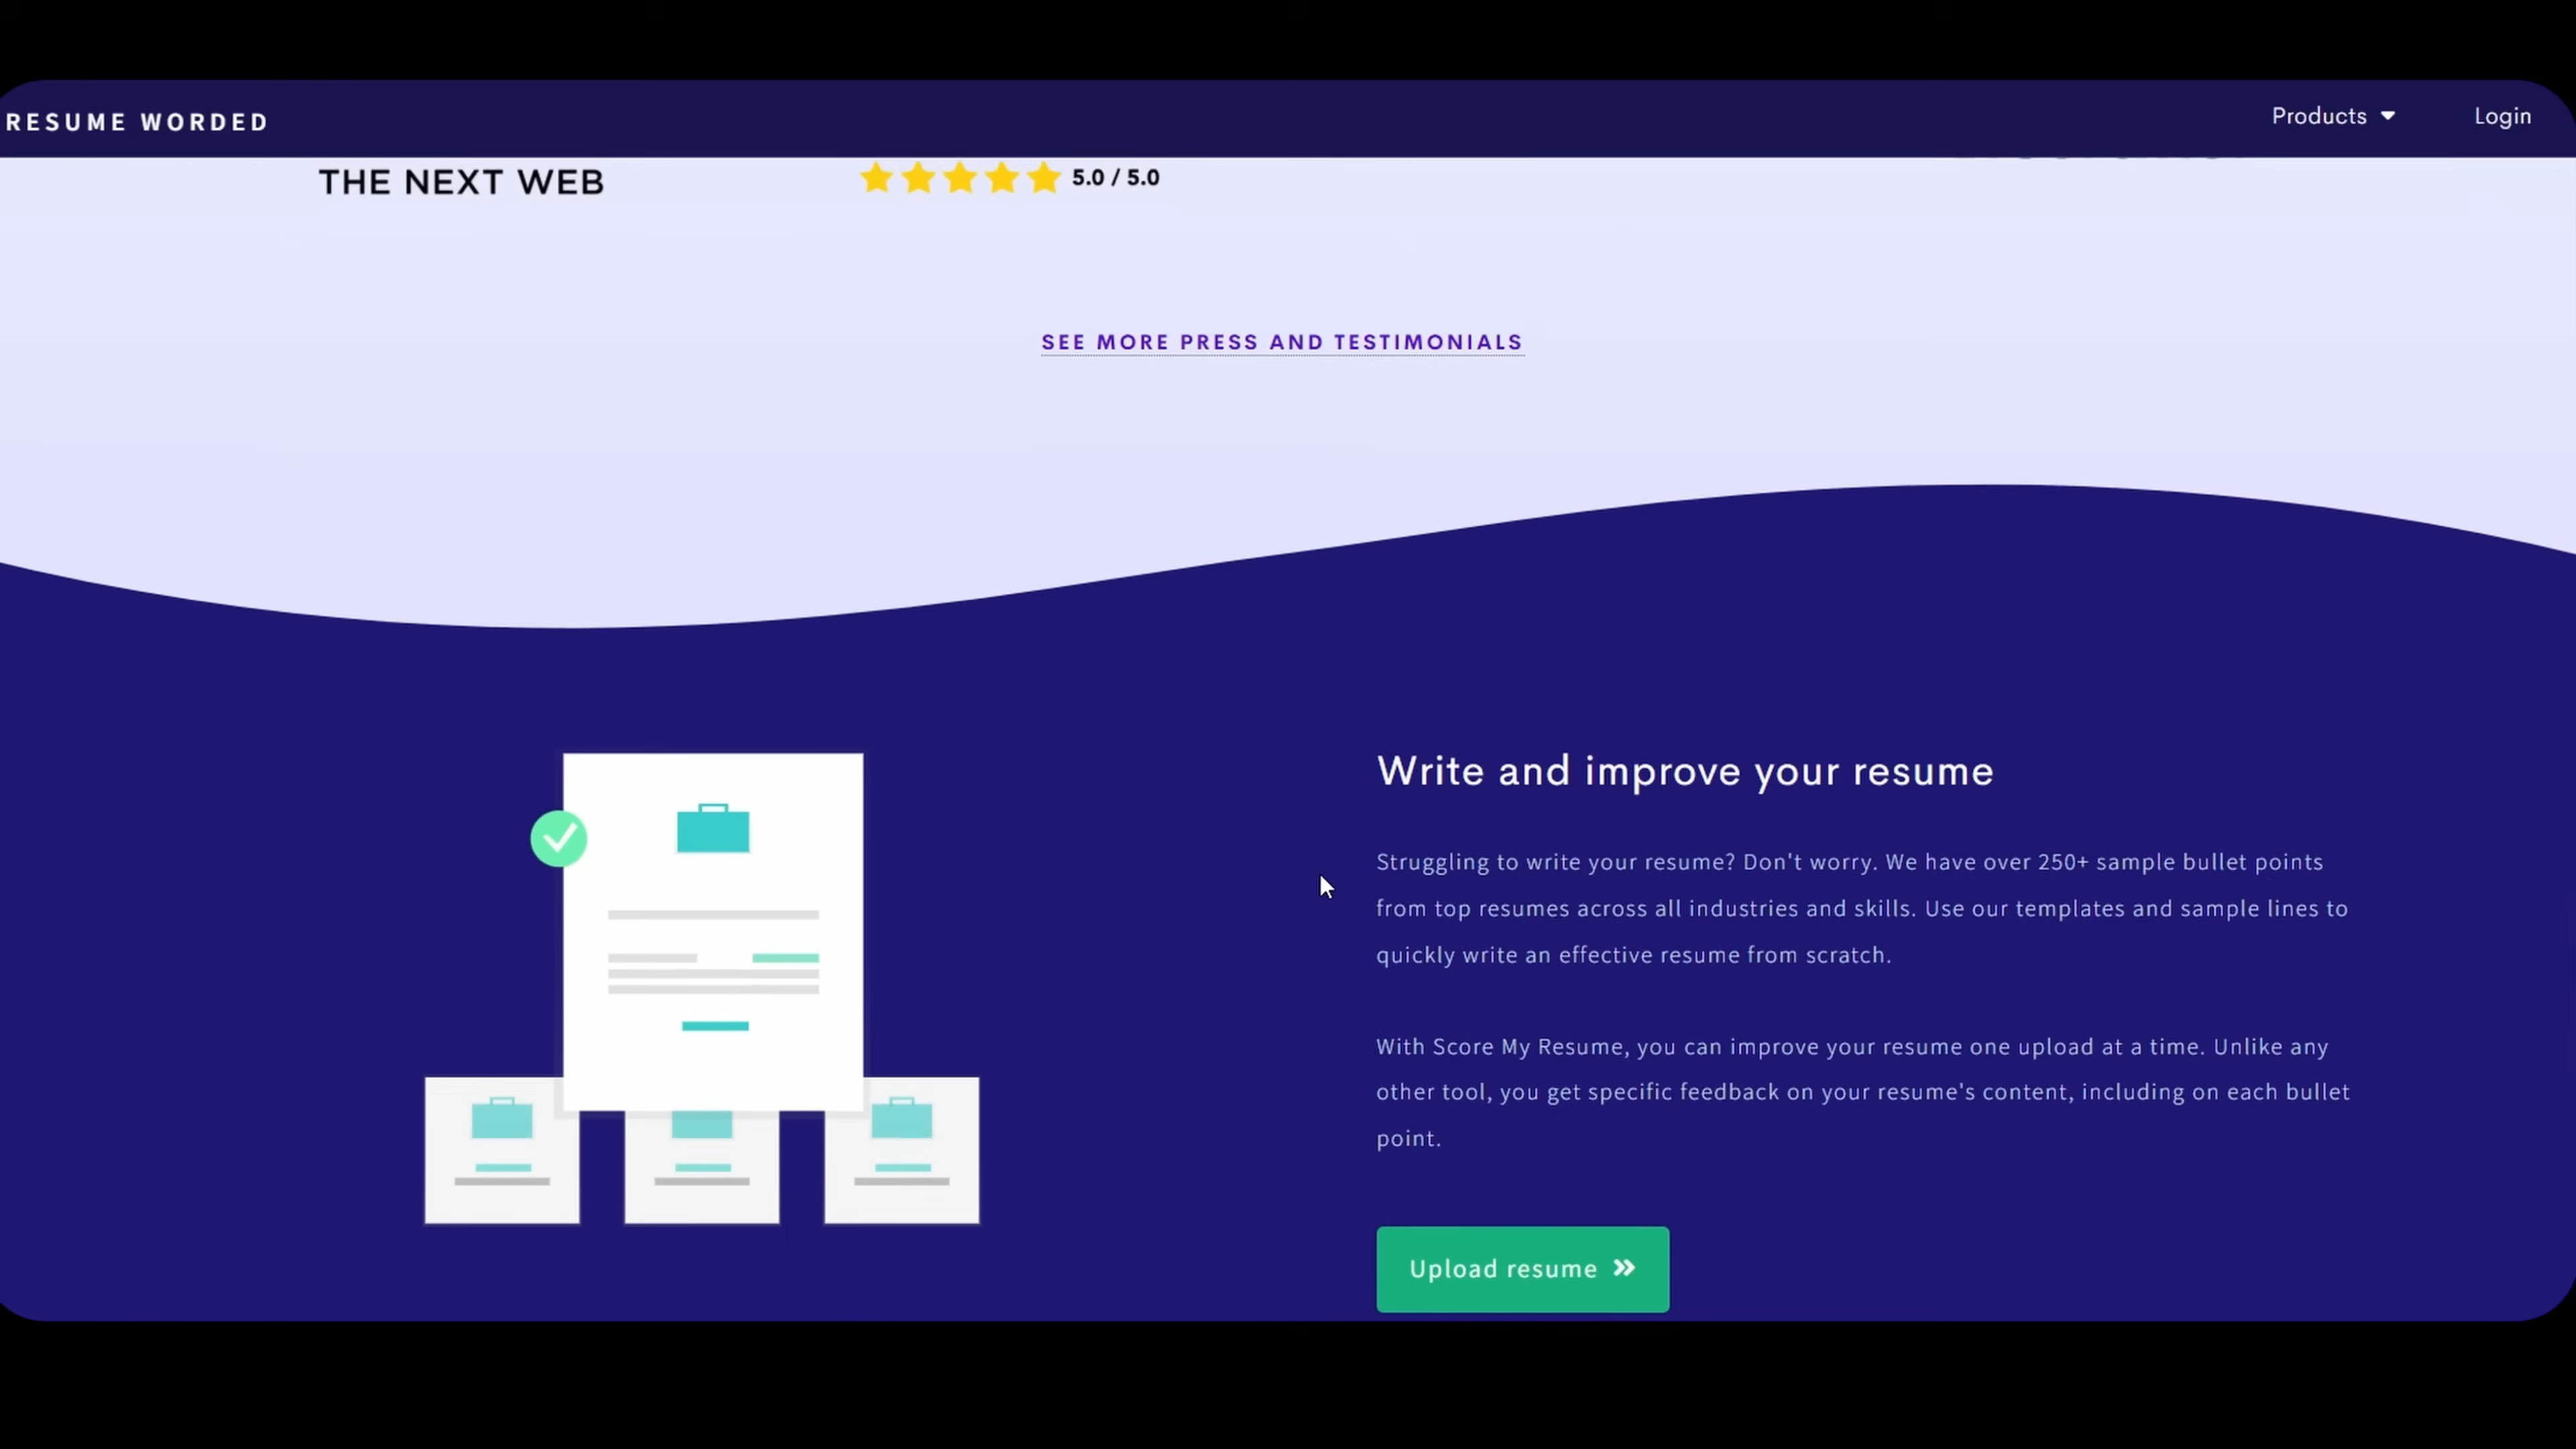 RESUME WORDED
Products
Login
THE NEXT WEB
5.0 / 5.0
SEE MORE PRESS AND TESTIMONIALS
Write and improve your resume
Struggling to write your resume? Don't worry. We have over 250+ sample bullet points
from top resumes across all industries and skills. Use our templates and sample lines to
quickly write an effective resume from scratch.
With Score My Resume, you can improve your resume one upload at a time. Unlike any
other tool, you get specific feedback on your resume's content, including on each bullet
point.
Upload resume »